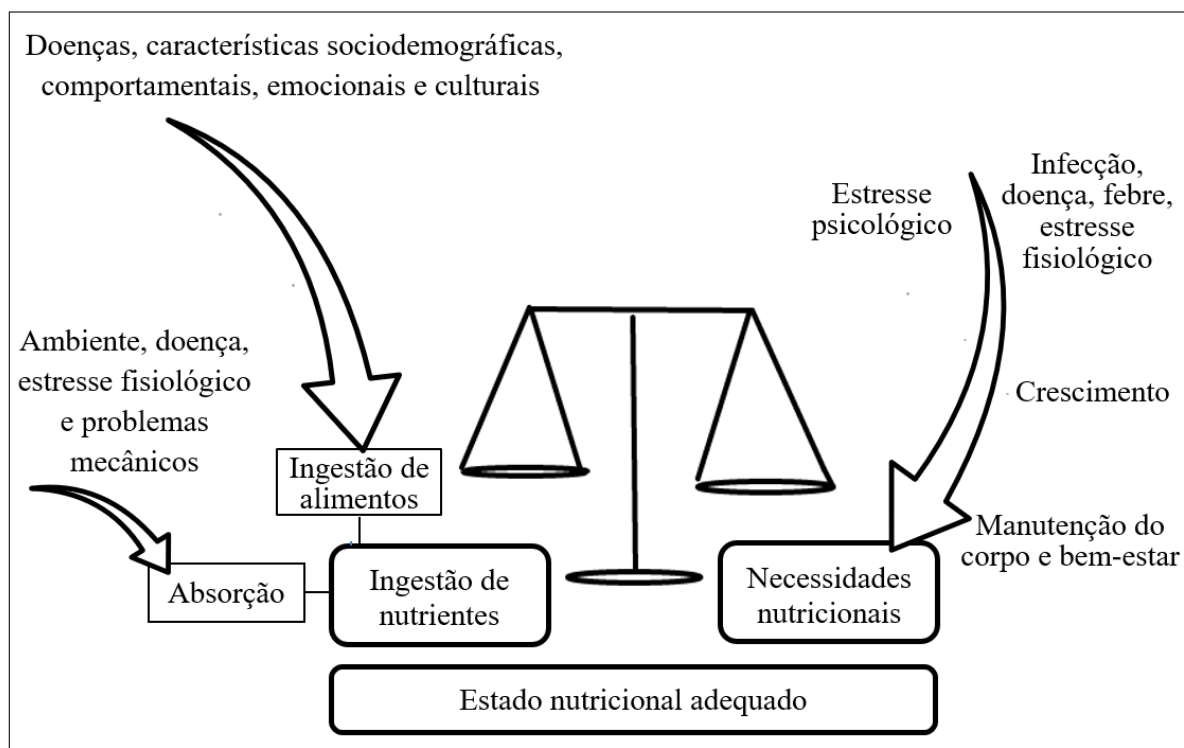 Doenças, características sociodemográficas,
comportamentais, emocionais e culturais
Estresse
psicológico
Infecção,
doença, febre,
estresse
fisiológico
Ambiente, doença,
estresse fisiológico
e problemas
mecânicos
Crescimento
Ingestão de
alimentos
Manutenção do
corpo e bem-estar
Absorção
Ingestão de
nutrientes
Necessidades
nutricionais
Estado nutricional adequado